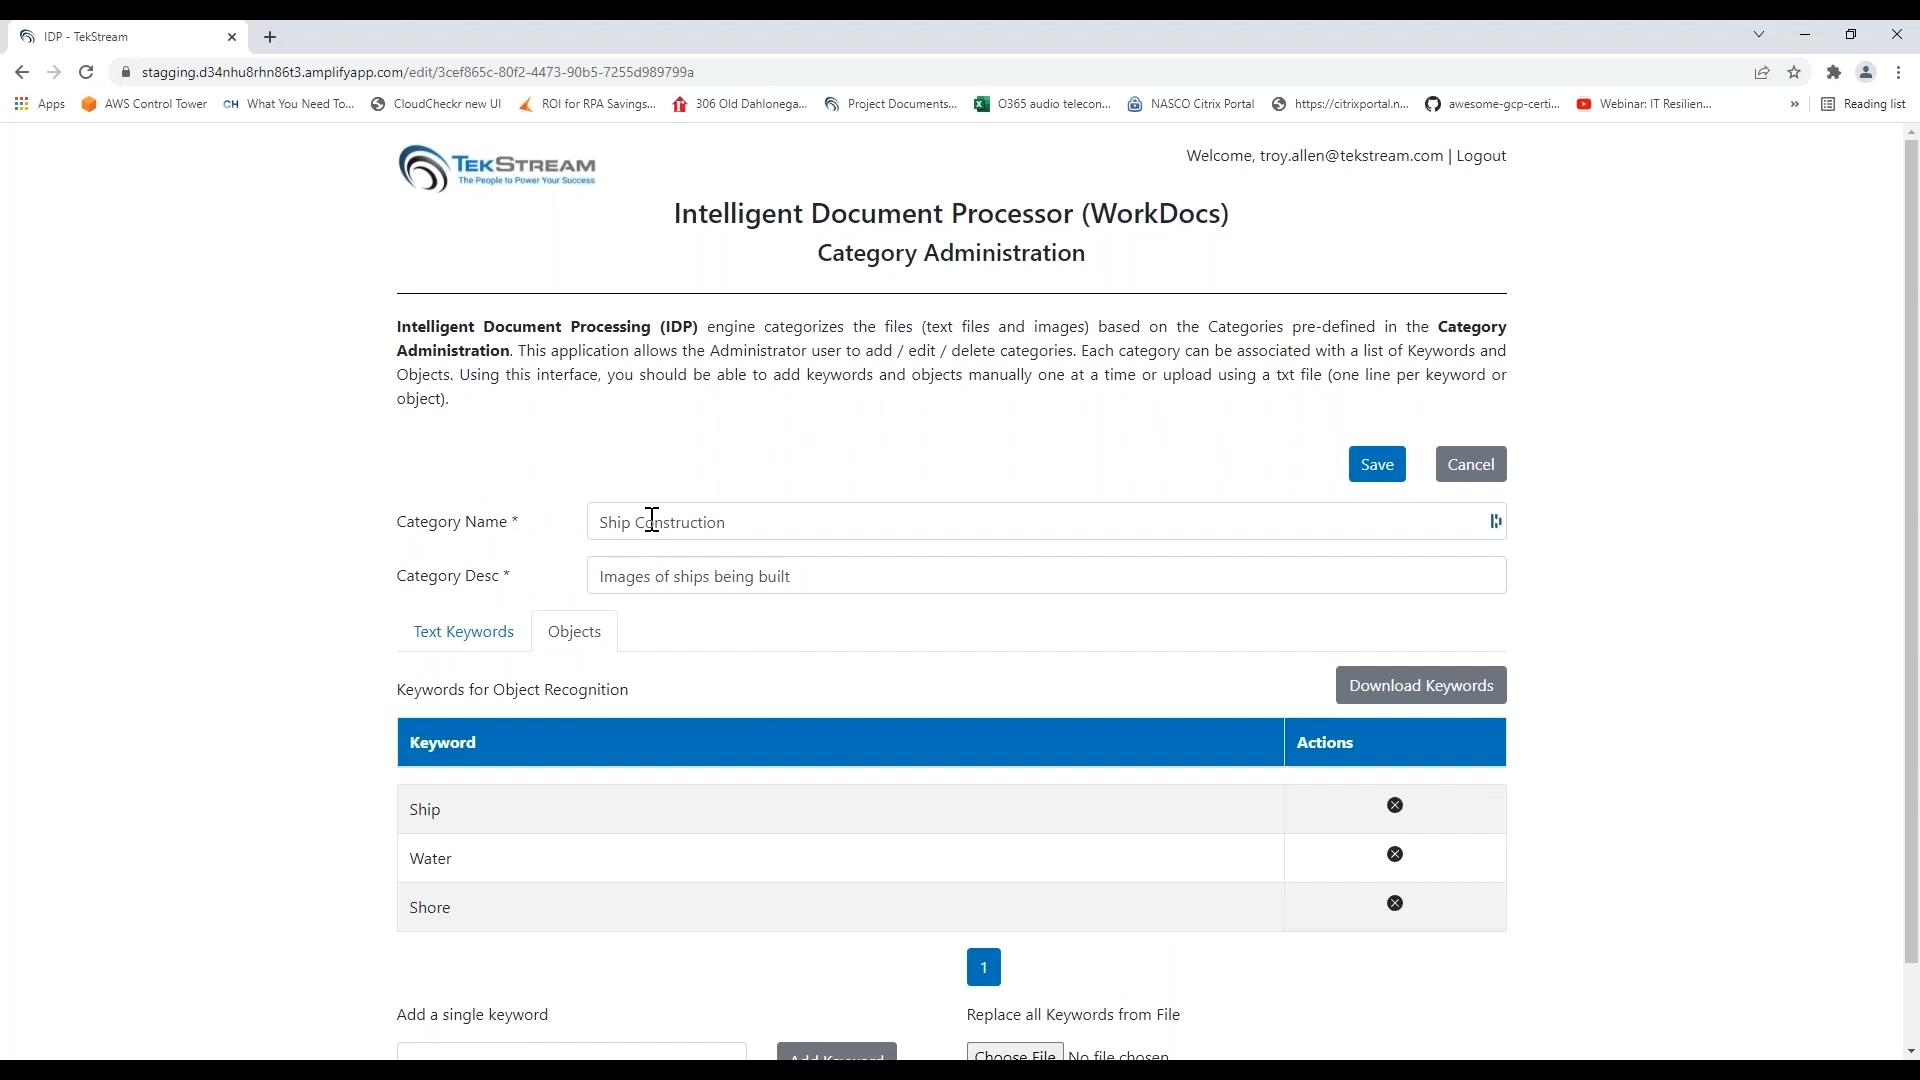 IDP - TekStream
stagging.d34nhu8rhn86t3.amplifyapp.com/edit/3cef865c-80f2-4473-90b5-7255d989799a
Apps AWS Control Tower CH What You Need To... CloudCheckr new UI ROI for RPA Savings... 306 Old Dahlonega... Project Documents... O365 audio telecon... NASCO Citrix Portal https://citrixportal.n... awesome-gcp-certi... Webinar: IT Resilien... » Reading list
TEKSTREAM
The People to Power Your Success
Welcome, troy.allen@tekstream.com | Logout
Intelligent Document Processor (WorkDocs)
Category Administration
Intelligent Document Processing (IDP) engine categorizes the files (text files and images) based on the Categories pre-defined in the Category
Administration. This application allows the Administrator user to add / edit / delete categories. Each category can be associated with a list of Keywords and
Objects. Using this interface, you should be able to add keywords and objects manually one at a time or upload using a txt file (one line per keyword or
object).
Save Cancel
Category Name * Ship Construction
Category Desc * Images of ships being built
Text Keywords Objects
Keywords for Object Recognition Download Keywords
Keyword Actions
Ship
Water
Shore
1
Add a single keyword Replace all Keywords from File
Add Keyword Choose File No file chosen